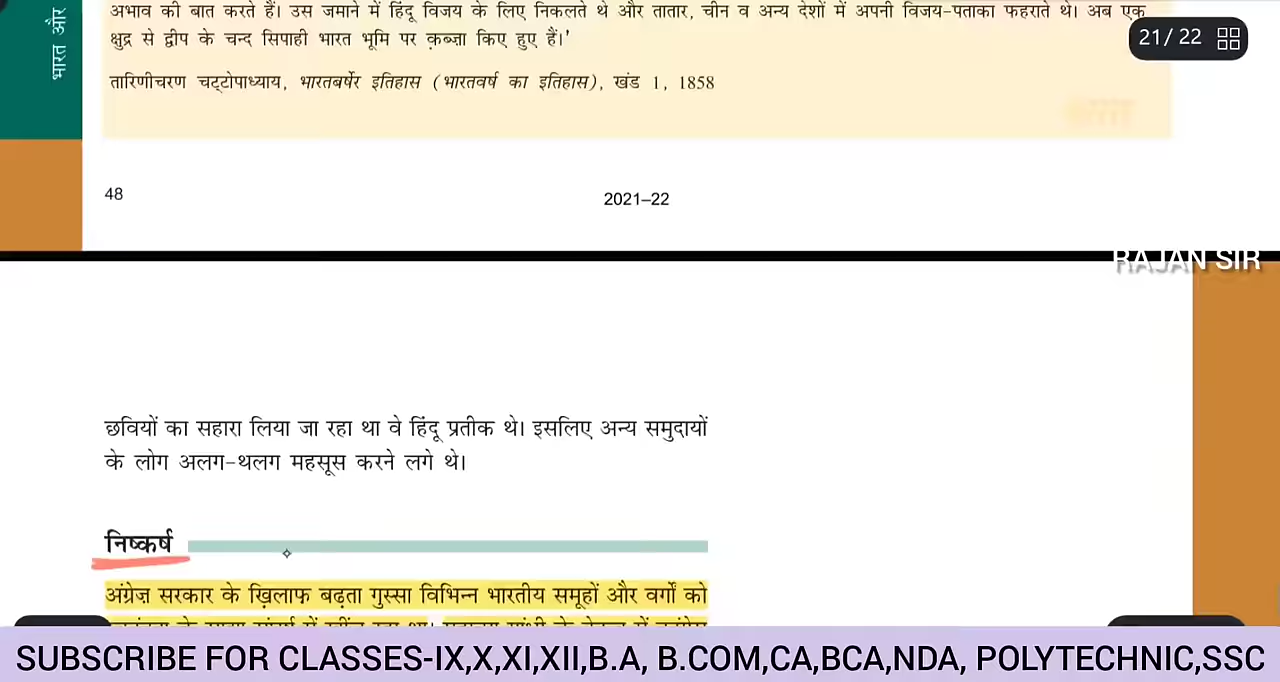 भारत और
अभाव की बात करते हैं। उस जमाने में हिंदू विजय के लिए निकलते थे और तातार, चीन व अन्य देशों में अपनी विजय-पताका फहराते थे। अब एक
क्षुद्र से द्वीप के चन्द सिपाही भारत भूमि पर क़ब्ज़ा किए हुए हैं।'
21/ 22
तारिणीचरण चट्टोपाध्याय, भारतबर्षेर इतिहास (भारतवर्ष का इतिहास), खंड 1, 1858
48
2021–22
RAJAN SIR
छवियों का सहारा लिया जा रहा था वे हिंदू प्रतीक थे। इसलिए अन्य समुदायों
के लोग अलग-थलग महसूस करने लगे थे।
निष्कर्ष
अंग्रेज़ सरकार के ख़िलाफ़ बढ़ता गुस्सा विभिन्न भारतीय समूहों और वर्गों को
SUBSCRIBE FOR CLASSES-IX,X,XI,XII,B.A, B.COM,CA,BCA,NDA, POLYTECHNIC,SSC